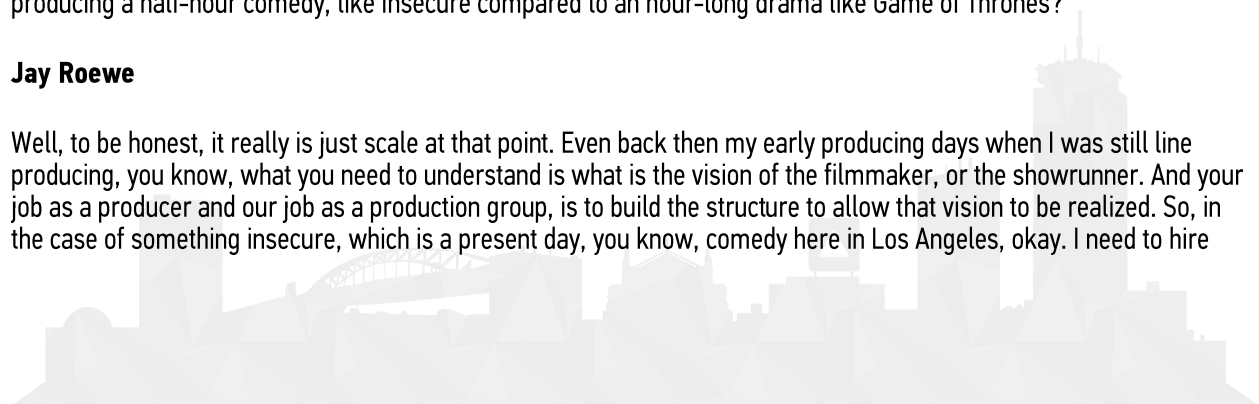 producing a half-hour comedy, like Insecure compared to an hour-long drama like Game of Thrones?
Jay Roewe
Well, to be honest, it really is just scale at that point. Even back then my early producing days when I was still line
producing, you know, what you need to understand is what is the vision of the filmmaker, or the showrunner. And your
job as a producer and our job as a production group, is to build the structure to allow that vision to be realized. So, in
the case of something insecure, which is a present day, you know, comedy here in Los Angeles, okay. I need to hire